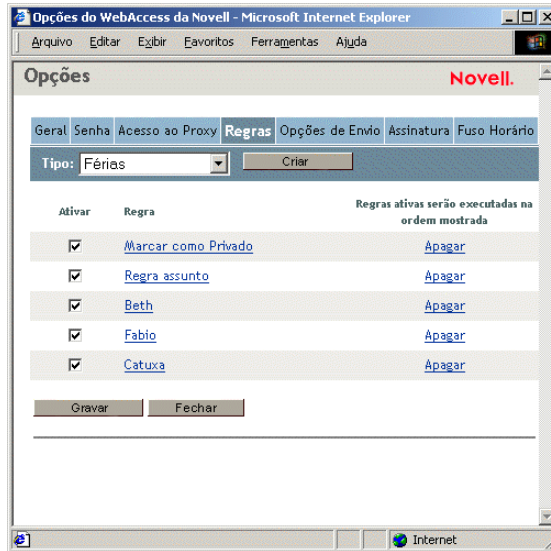 Opções do WebAccess da Novell - Microsoft Internet Explorer
Arquivo Editar Exibir Favoritos Ferramentas Ajuda
Opções
Novell.
Geral Senha Acesso ao Proxy Regras Opções de Envio Assinatura Fuso Horário
Tipo: Férias Criar
Ativar Regra Regras ativas serão executadas na
ordem mostrada
Marcar como Privado Apagar
Regra assunto Apagar
Beth Apagar
Fabio Apagar
Catuxa Apagar
Gravar Fechar
Internet